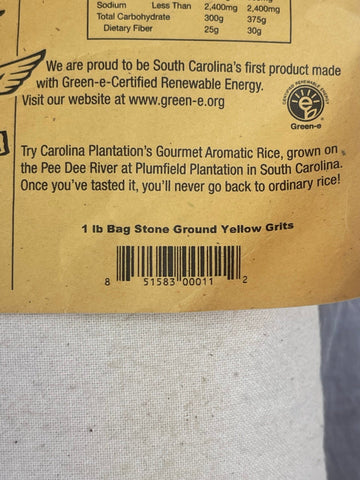 Sodium Less Than 2,400mg 2,400mg
Total Carbohydrate 300g 375g
Dietary Fiber 25g 30g
We are proud to be South Carolina's first product made
with Green-e-Certified Renewable Energy.
Visit our website at www.green-e.org
CERTIFIED RENEWABLE ENERGY
Green-e
Try Carolina Plantation's Gourmet Aromatic Rice, grown on
the Pee Dee River at Plumfield Plantation in South Carolina.
Once you've tasted it, you'll never go back to ordinary rice!
1 lb Bag Stone Ground Yellow Grits
8 51583 00011 2